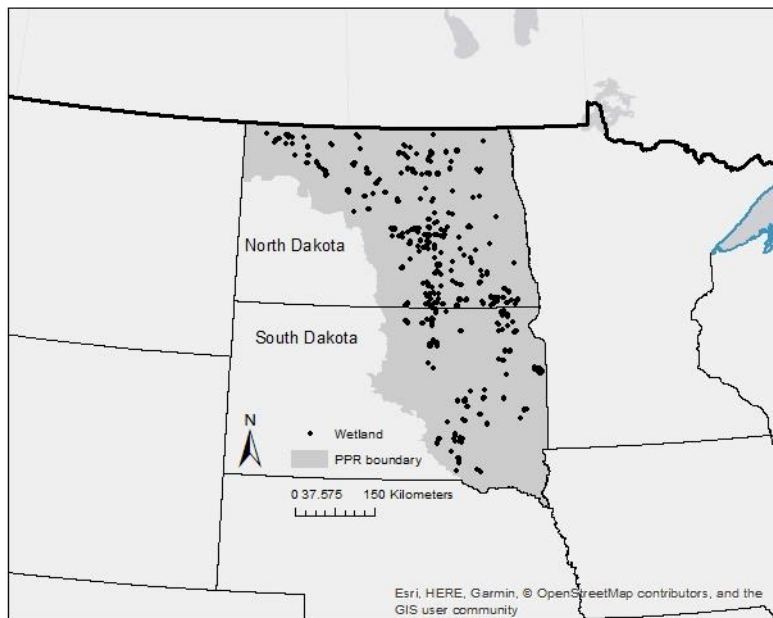 North Dakota
South Dakota
N
Wetland
PPR boundary
0 37.575 150 Kilometers
Esri, HERE, Garmin, © OpenStreetMap contributors, and the
GIS user community